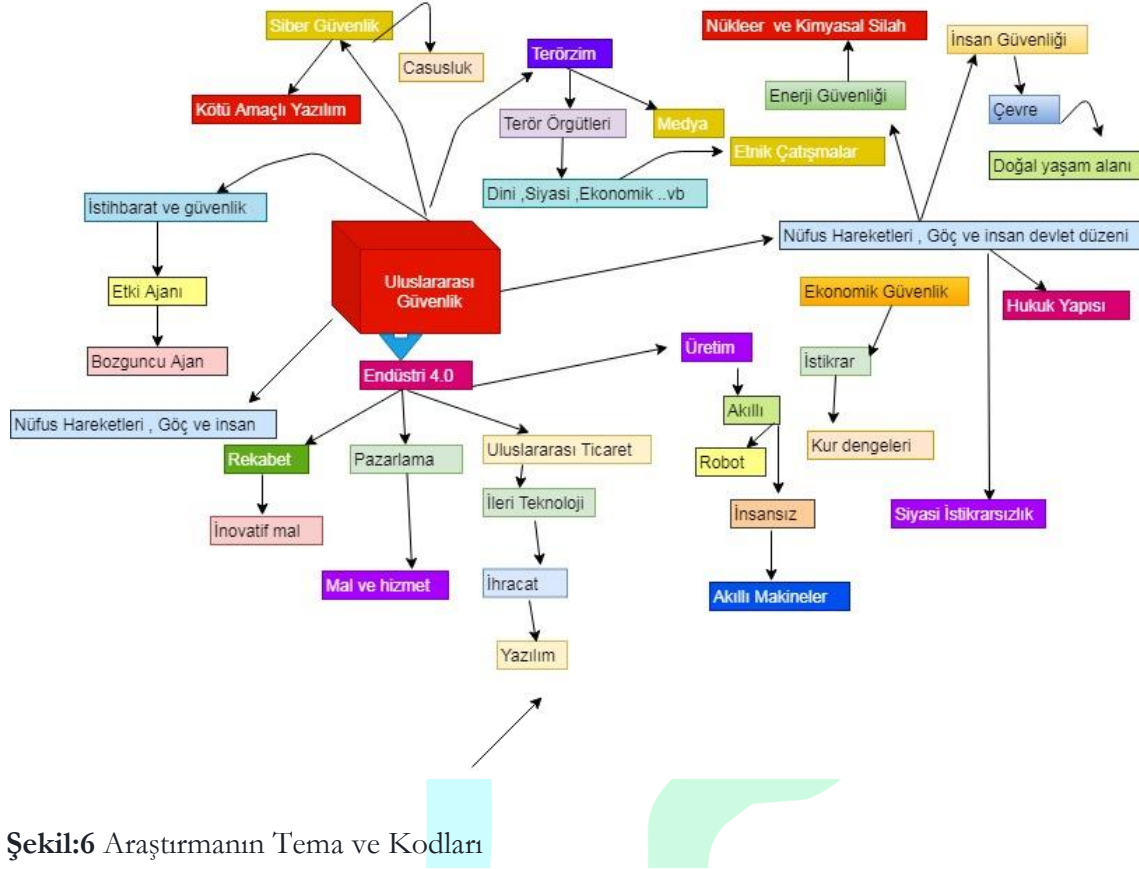 Siber Güvenlik
Nükleer ve Kimyasal Silah
İnsan Güvenliği
Terörzim
Casusluk
Kötü Amaçlı Yazılım
Enerji Güvenliği
Çevre
Terör Örgütleri
Medya
Etnik Çatışmalar
Doğal yaşam alanı
Dini ,Siyasi ,Ekonomik ..vb
İstihbarat ve güvenlik
Nüfus Hareketleri , Göç ve insan devlet düzeni
Uluslararası
Güvenlik
Etki Ajanı
Ekonomik Güvenlik
Hukuk Yapısı
Bozguncu Ajan
Endüstri 4.0
Üretim
İstikrar
Nüfus Hareketleri , Göç ve insan
Akıllı
Rekabet
Pazarlama
Uluslararası Ticaret
Robot
Kur dengeleri
İleri Teknoloji
İnsansız
Siyasi İstikrarsızlık
İnovatif mal
Mal ve hizmet
İhracat
Akıllı Makineler
Yazılım
Şekil:6 Araştırmanın Tema ve Kodları